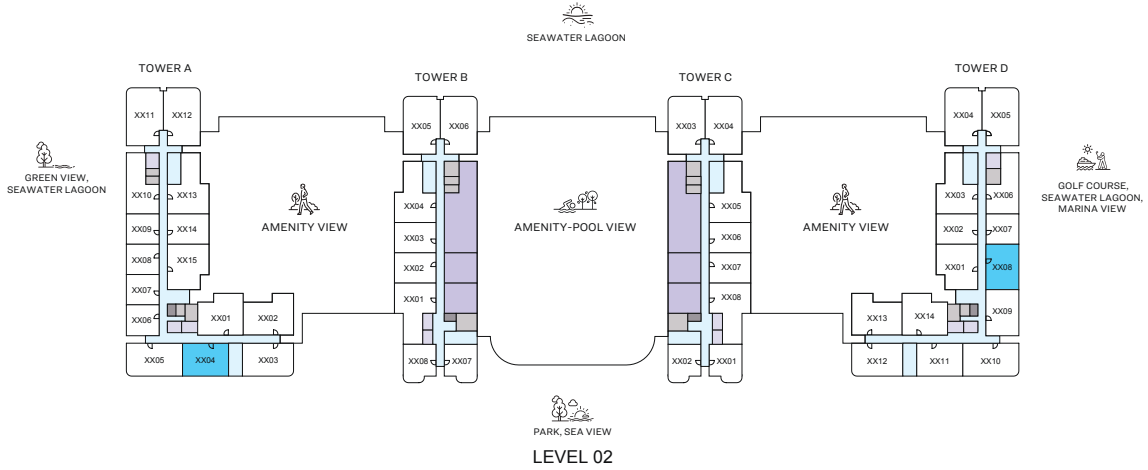 SEAWATER LAGOON
TOWER A
TOWER B
TOWER C
TOWER D
XX11 XX12
XX05 XX06
XX03 XX04
XX04 XX05
GREEN VIEW,
SEAWATER LAGOON
GOLF COURSE,
SEAWATER LAGOON,
MARINA VIEW
AMENITY VIEW
AMENITY-POOL VIEW
AMENITY VIEW
XX10 XX13
XX09 XX14
XX08 XX15
XX07
XX06 XX01 XX02
XX05 XX04 XX03
XX04
XX03
XX02
XX01
XX08 XX07
XX05
XX06
XX07
XX08
XX02 XX01
XX03 XX06
XX02 XX07
XX01 XX08
XX13 XX14 XX09
XX12 XX11 XX10
PARK, SEA VIEW
LEVEL 02